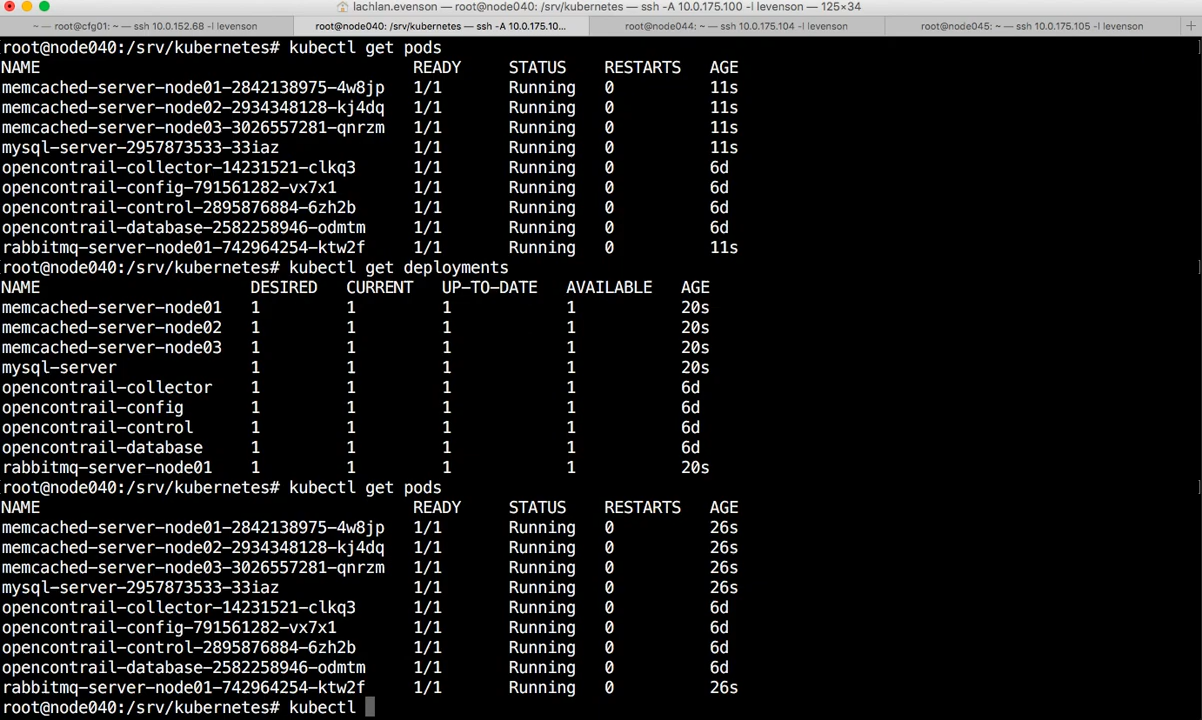 lachlan.evenson — root@node040: /srv/kubernetes — ssh -A 10.0.175.100 -l levenson — 125×34
~ — root@cfg01: ~ — ssh 10.0.152.68 -l levenson
root@node040: /srv/kubernetes — ssh -A 10.0.175.10...
root@node044: ~ — ssh 10.0.175.104 -l levenson
root@node045: ~ — ssh 10.0.175.105 -l levenson
+
[root@node040:/srv/kubernetes# kubectl get pods ]
NAME READY STATUS RESTARTS AGE
memcached-server-node01-2842138975-4w8jp 1/1 Running 0 11s
memcached-server-node02-2934348128-kj4dq 1/1 Running 0 11s
memcached-server-node03-3026557281-qnrzm 1/1 Running 0 11s
mysql-server-2957873533-33iaz 1/1 Running 0 11s
opencontrail-collector-14231521-clkq3 1/1 Running 0 6d
opencontrail-config-791561282-vx7x1 1/1 Running 0 6d
opencontrail-control-2895876884-6zh2b 1/1 Running 0 6d
opencontrail-database-2582258946-odmtm 1/1 Running 0 6d
rabbitmq-server-node01-742964254-ktw2f 1/1 Running 0 11s
[root@node040:/srv/kubernetes# kubectl get deployments ]
NAME DESIRED CURRENT UP-TO-DATE AVAILABLE AGE
memcached-server-node01 1 1 1 1 20s
memcached-server-node02 1 1 1 1 20s
memcached-server-node03 1 1 1 1 20s
mysql-server 1 1 1 1 20s
opencontrail-collector 1 1 1 1 6d
opencontrail-config 1 1 1 1 6d
opencontrail-control 1 1 1 1 6d
opencontrail-database 1 1 1 1 6d
rabbitmq-server-node01 1 1 1 1 20s
[root@node040:/srv/kubernetes# kubectl get pods ]
NAME READY STATUS RESTARTS AGE
memcached-server-node01-2842138975-4w8jp 1/1 Running 0 26s
memcached-server-node02-2934348128-kj4dq 1/1 Running 0 26s
memcached-server-node03-3026557281-qnrzm 1/1 Running 0 26s
mysql-server-2957873533-33iaz 1/1 Running 0 26s
opencontrail-collector-14231521-clkq3 1/1 Running 0 6d
opencontrail-config-791561282-vx7x1 1/1 Running 0 6d
opencontrail-control-2895876884-6zh2b 1/1 Running 0 6d
opencontrail-database-2582258946-odmtm 1/1 Running 0 6d
rabbitmq-server-node01-742964254-ktw2f 1/1 Running 0 26s
root@node040:/srv/kubernetes# kubectl